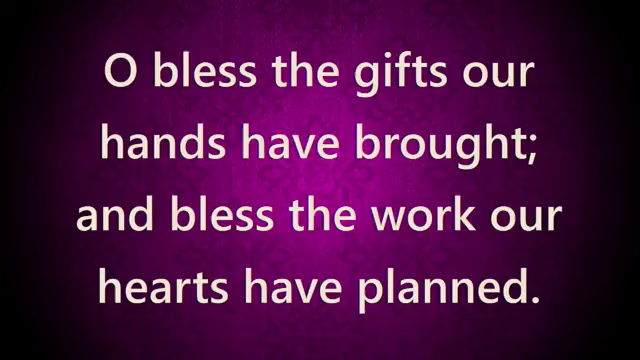 O bless the gifts our
hands have brought;
and bless the work our
hearts have planned.